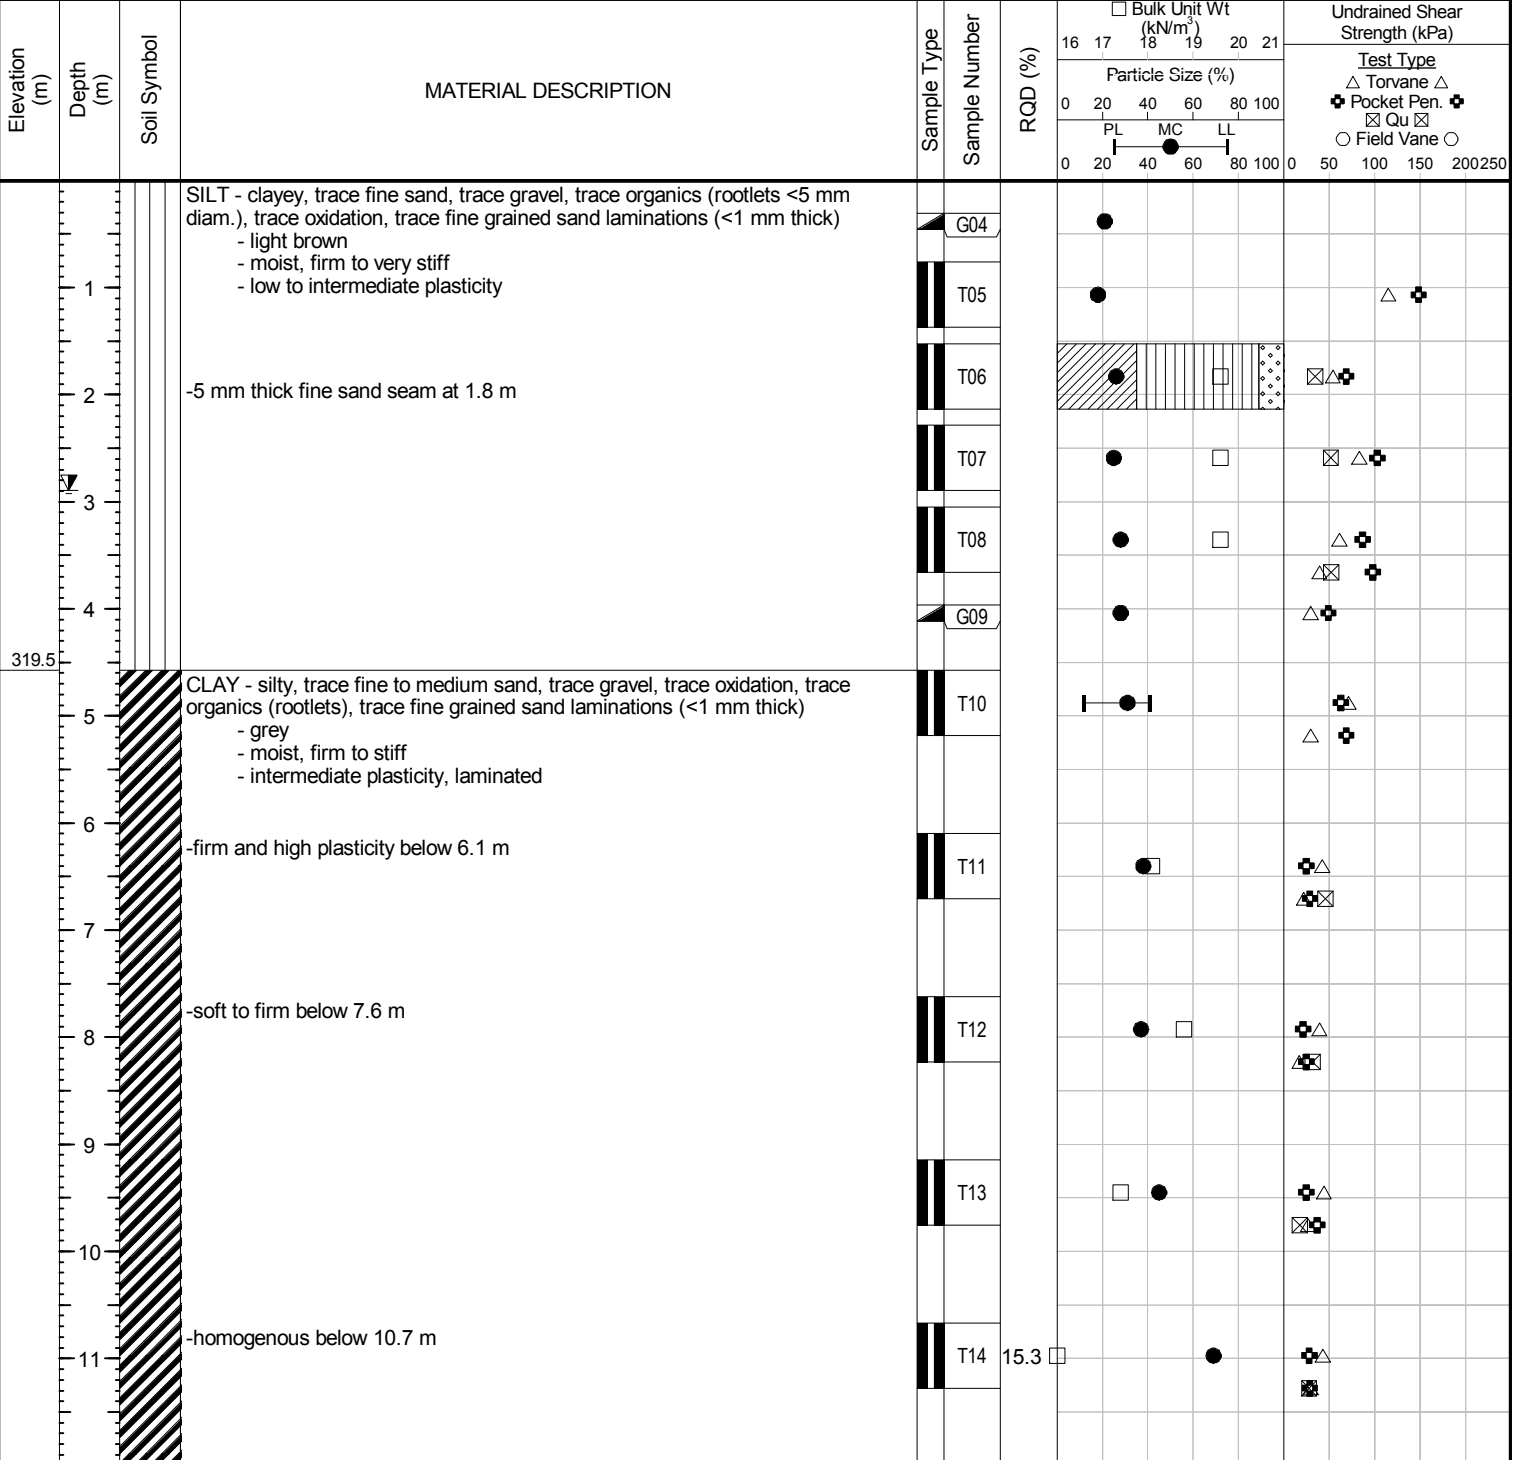 Elevation
(m)
Depth
(m)
Soil Symbol
MATERIAL DESCRIPTION
Sample Type
Sample Number
RQD (%)
Bulk Unit Wt
(kN/m³)
16 17 18 19 20 21
Particle Size (%)
0 20 40 60 80 100
PL MC LL
0 20 40 60 80 100
Undrained Shear
Strength (kPa)
Test Type
Torvane
Pocket Pen.
Qu
Field Vane
0 50 100 150 200 250
SILT - clayey, trace fine sand, trace gravel, trace organics (rootlets <5 mm
diam.), trace oxidation, trace fine grained sand laminations (<1 mm thick)
- light brown
- moist, firm to very stiff
- low to intermediate plasticity
G04
1
T05
T06
2
-5 mm thick fine sand seam at 1.8 m
T07
3
T08
4
G09
319.5
CLAY - silty, trace fine to medium sand, trace gravel, trace oxidation, trace
organics (rootlets), trace fine grained sand laminations (<1 mm thick)
- grey
- moist, firm to stiff
- intermediate plasticity, laminated
T10
5
6
-firm and high plasticity below 6.1 m
T11
7
-soft to firm below 7.6 m
T12
8
9
T13
10
-homogenous below 10.7 m
11
T14
15.3